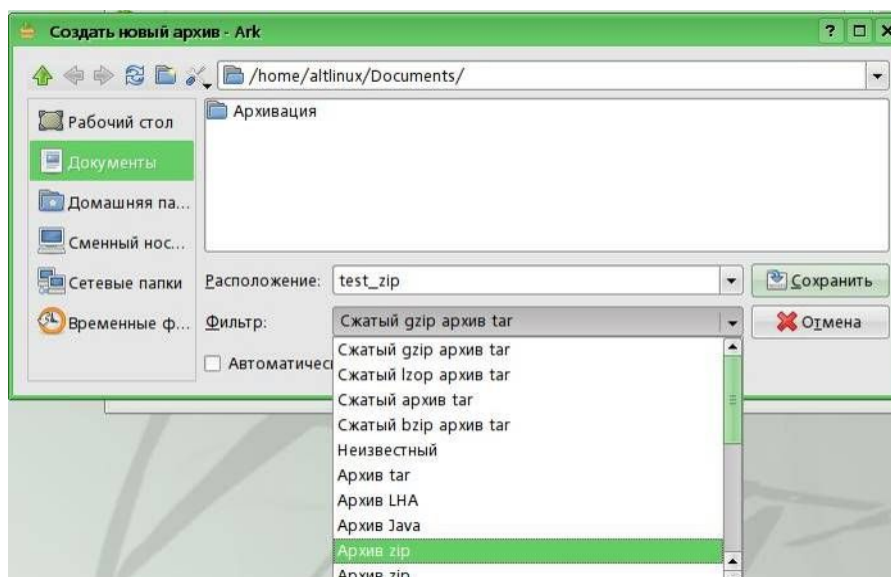 Создать новый архив - Ark
/home/altlinux/Documents/
Рабочий стол
Документы
Домашняя па...
Сменный нос...
Сетевые папки
Временные ф...
Архивация
Расположение: test_zip Сохранить
Фильтр: Сжатый gzip архив tar Отмена
Автоматичес
Сжатый gzip архив tar
Сжатый lzop архив tar
Сжатый архив tar
Сжатый bzip архив tar
Неизвестный
Архив tar
Архив LHA
Архив Java
Архив zip
Архив zip